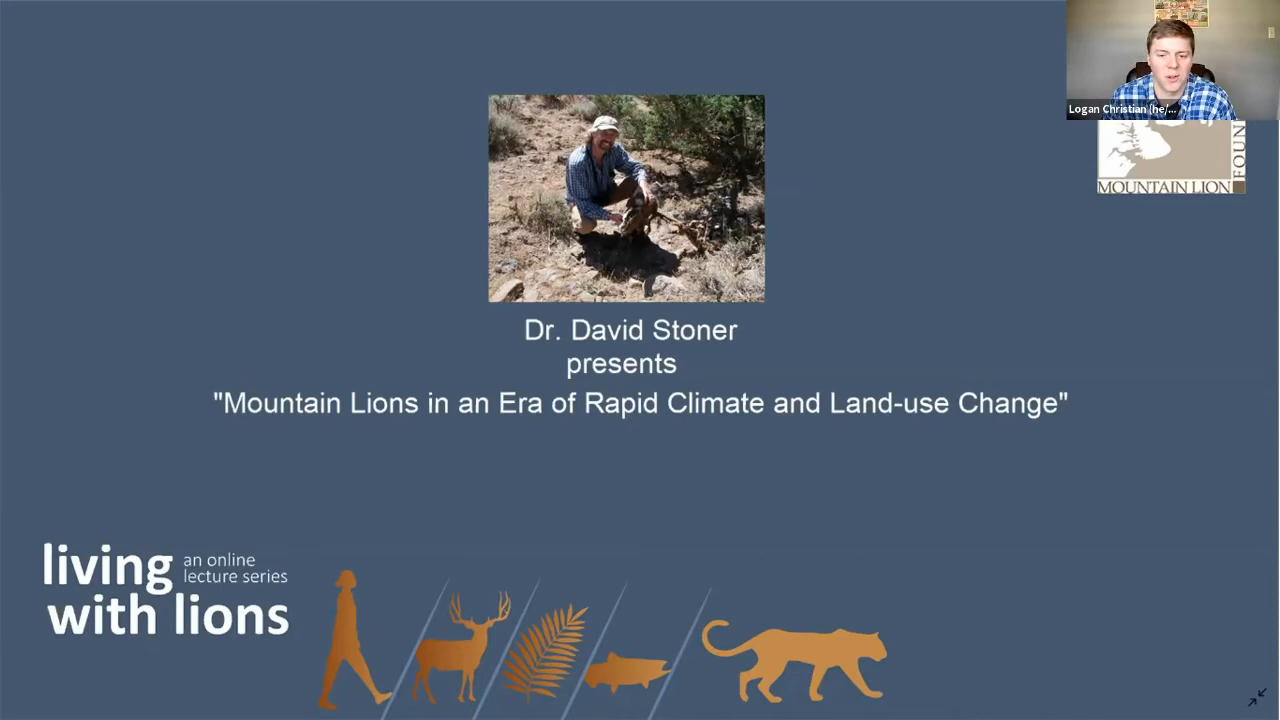 Logan Christian (he/...
MOUNTAIN LION
FOUN
Dr. David Stoner
presents
"Mountain Lions in an Era of Rapid Climate and Land-use Change"
living
an online
lecture series
with lions